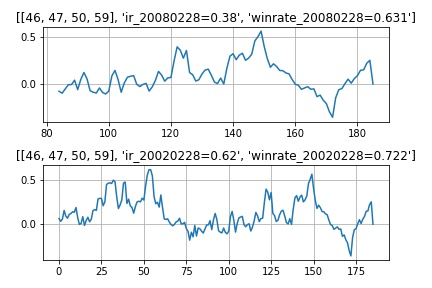 [[46, 47, 50, 59], 'ir_20080228=0.38', 'winrate_20080228=0.631']
0.5
0.0
80 100 120 140 160 180
[[46, 47, 50, 59], 'ir_20020228=0.62', 'winrate_20020228=0.722']
0.5
0.0
0 25 50 75 100 125 150 175